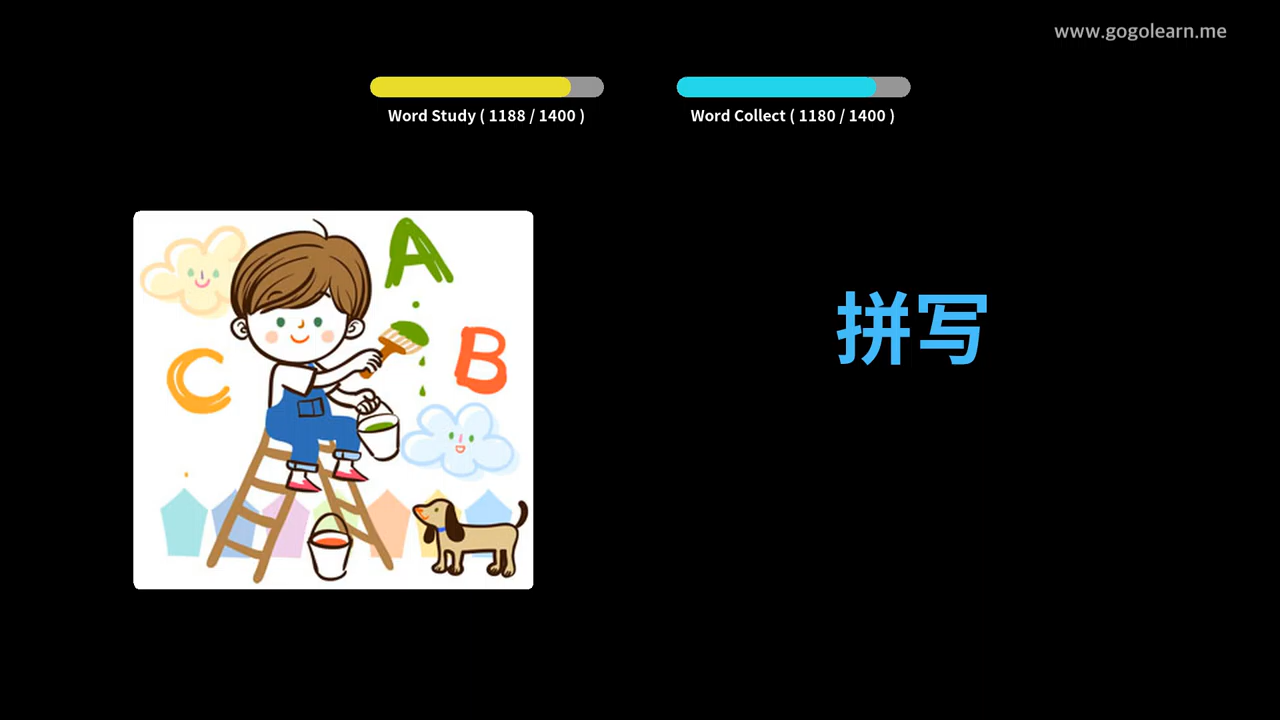 www.gogolearn.me
Word Study ( 1188 / 1400 )
Word Collect ( 1180 / 1400 )
A
B
C
拼写